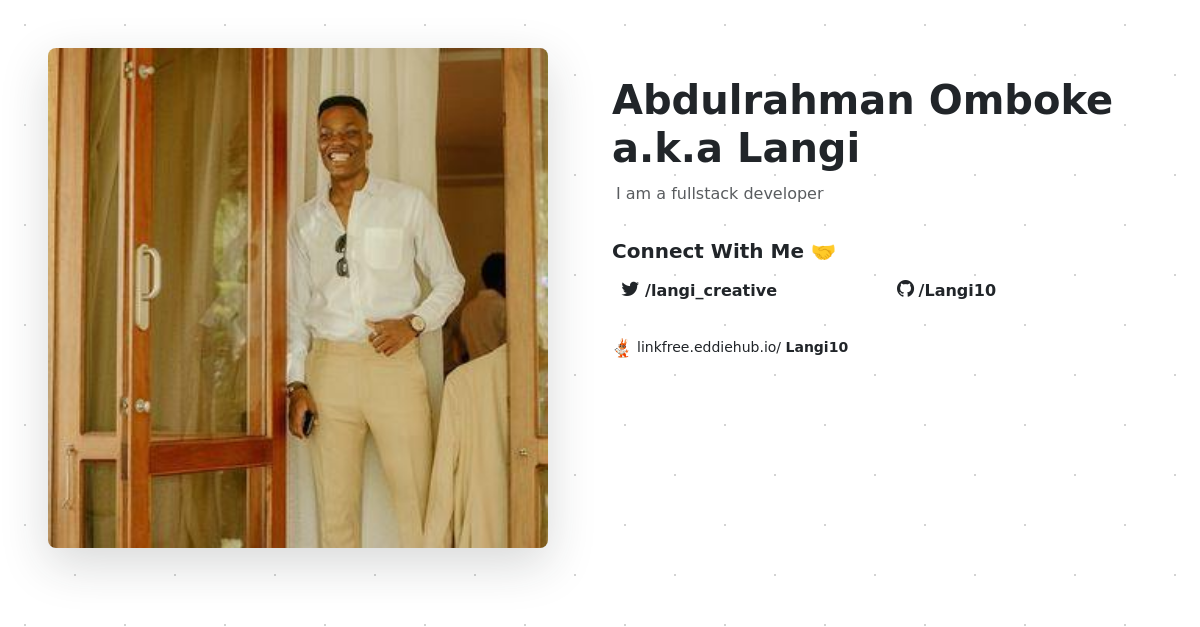 Abdulrahman Omboke
a.k.a Langi
I am a fullstack developer
Connect With Me 🤝
/langi_creative
/Langi10
linkfree.eddiehub.io/ Langi10